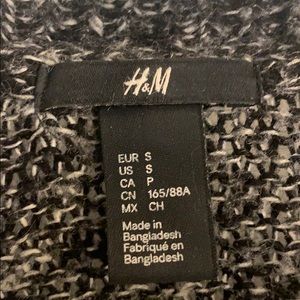 H&M
EUR S
US S
CA P
CN 165/88A
MX CH
Made in
Bangladesh
Fabriqué en
Bangladesh